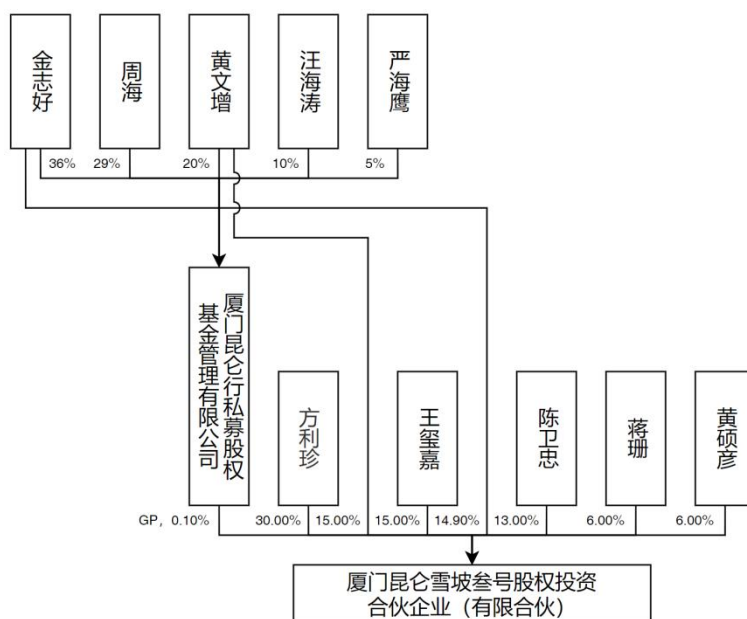 金志好
周海
黄文增
汪海涛
严海鹰
36%
29%
20%
10%
5%
厦门昆仑行私募股权
基金管理有限公司
方利珍
王玺嘉
陈卫忠
蒋珊
黄硕彦
GP，0.10%
30.00%
15.00%
15.00%
14.90%
13.00%
6.00%
6.00%
厦门昆仑雪坡叁号股权投资
合伙企业（有限合伙）